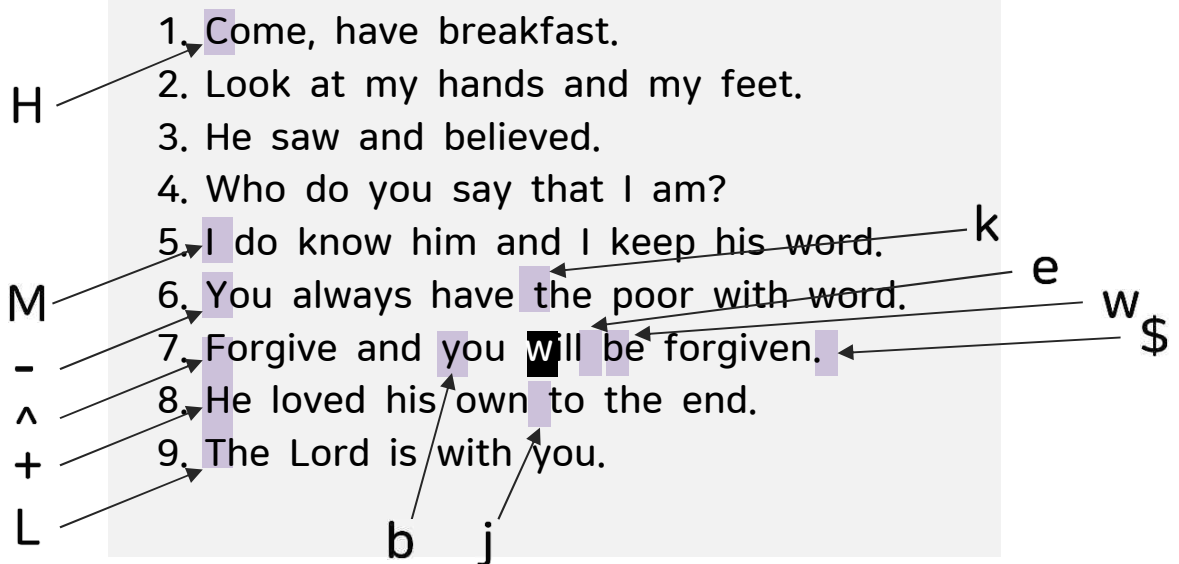 1. Come, have breakfast.
2. Look at my hands and my feet.
H
3. He saw and believed.
4. Who do you say that I am?
k
5. I do know him and I keep his word.
e
6. You always have the poor with word.
M
w
$
7. Forgive and you will be forgiven.
-
8. He loved his own to the end.
^
9. The Lord is with you.
+
L
b j